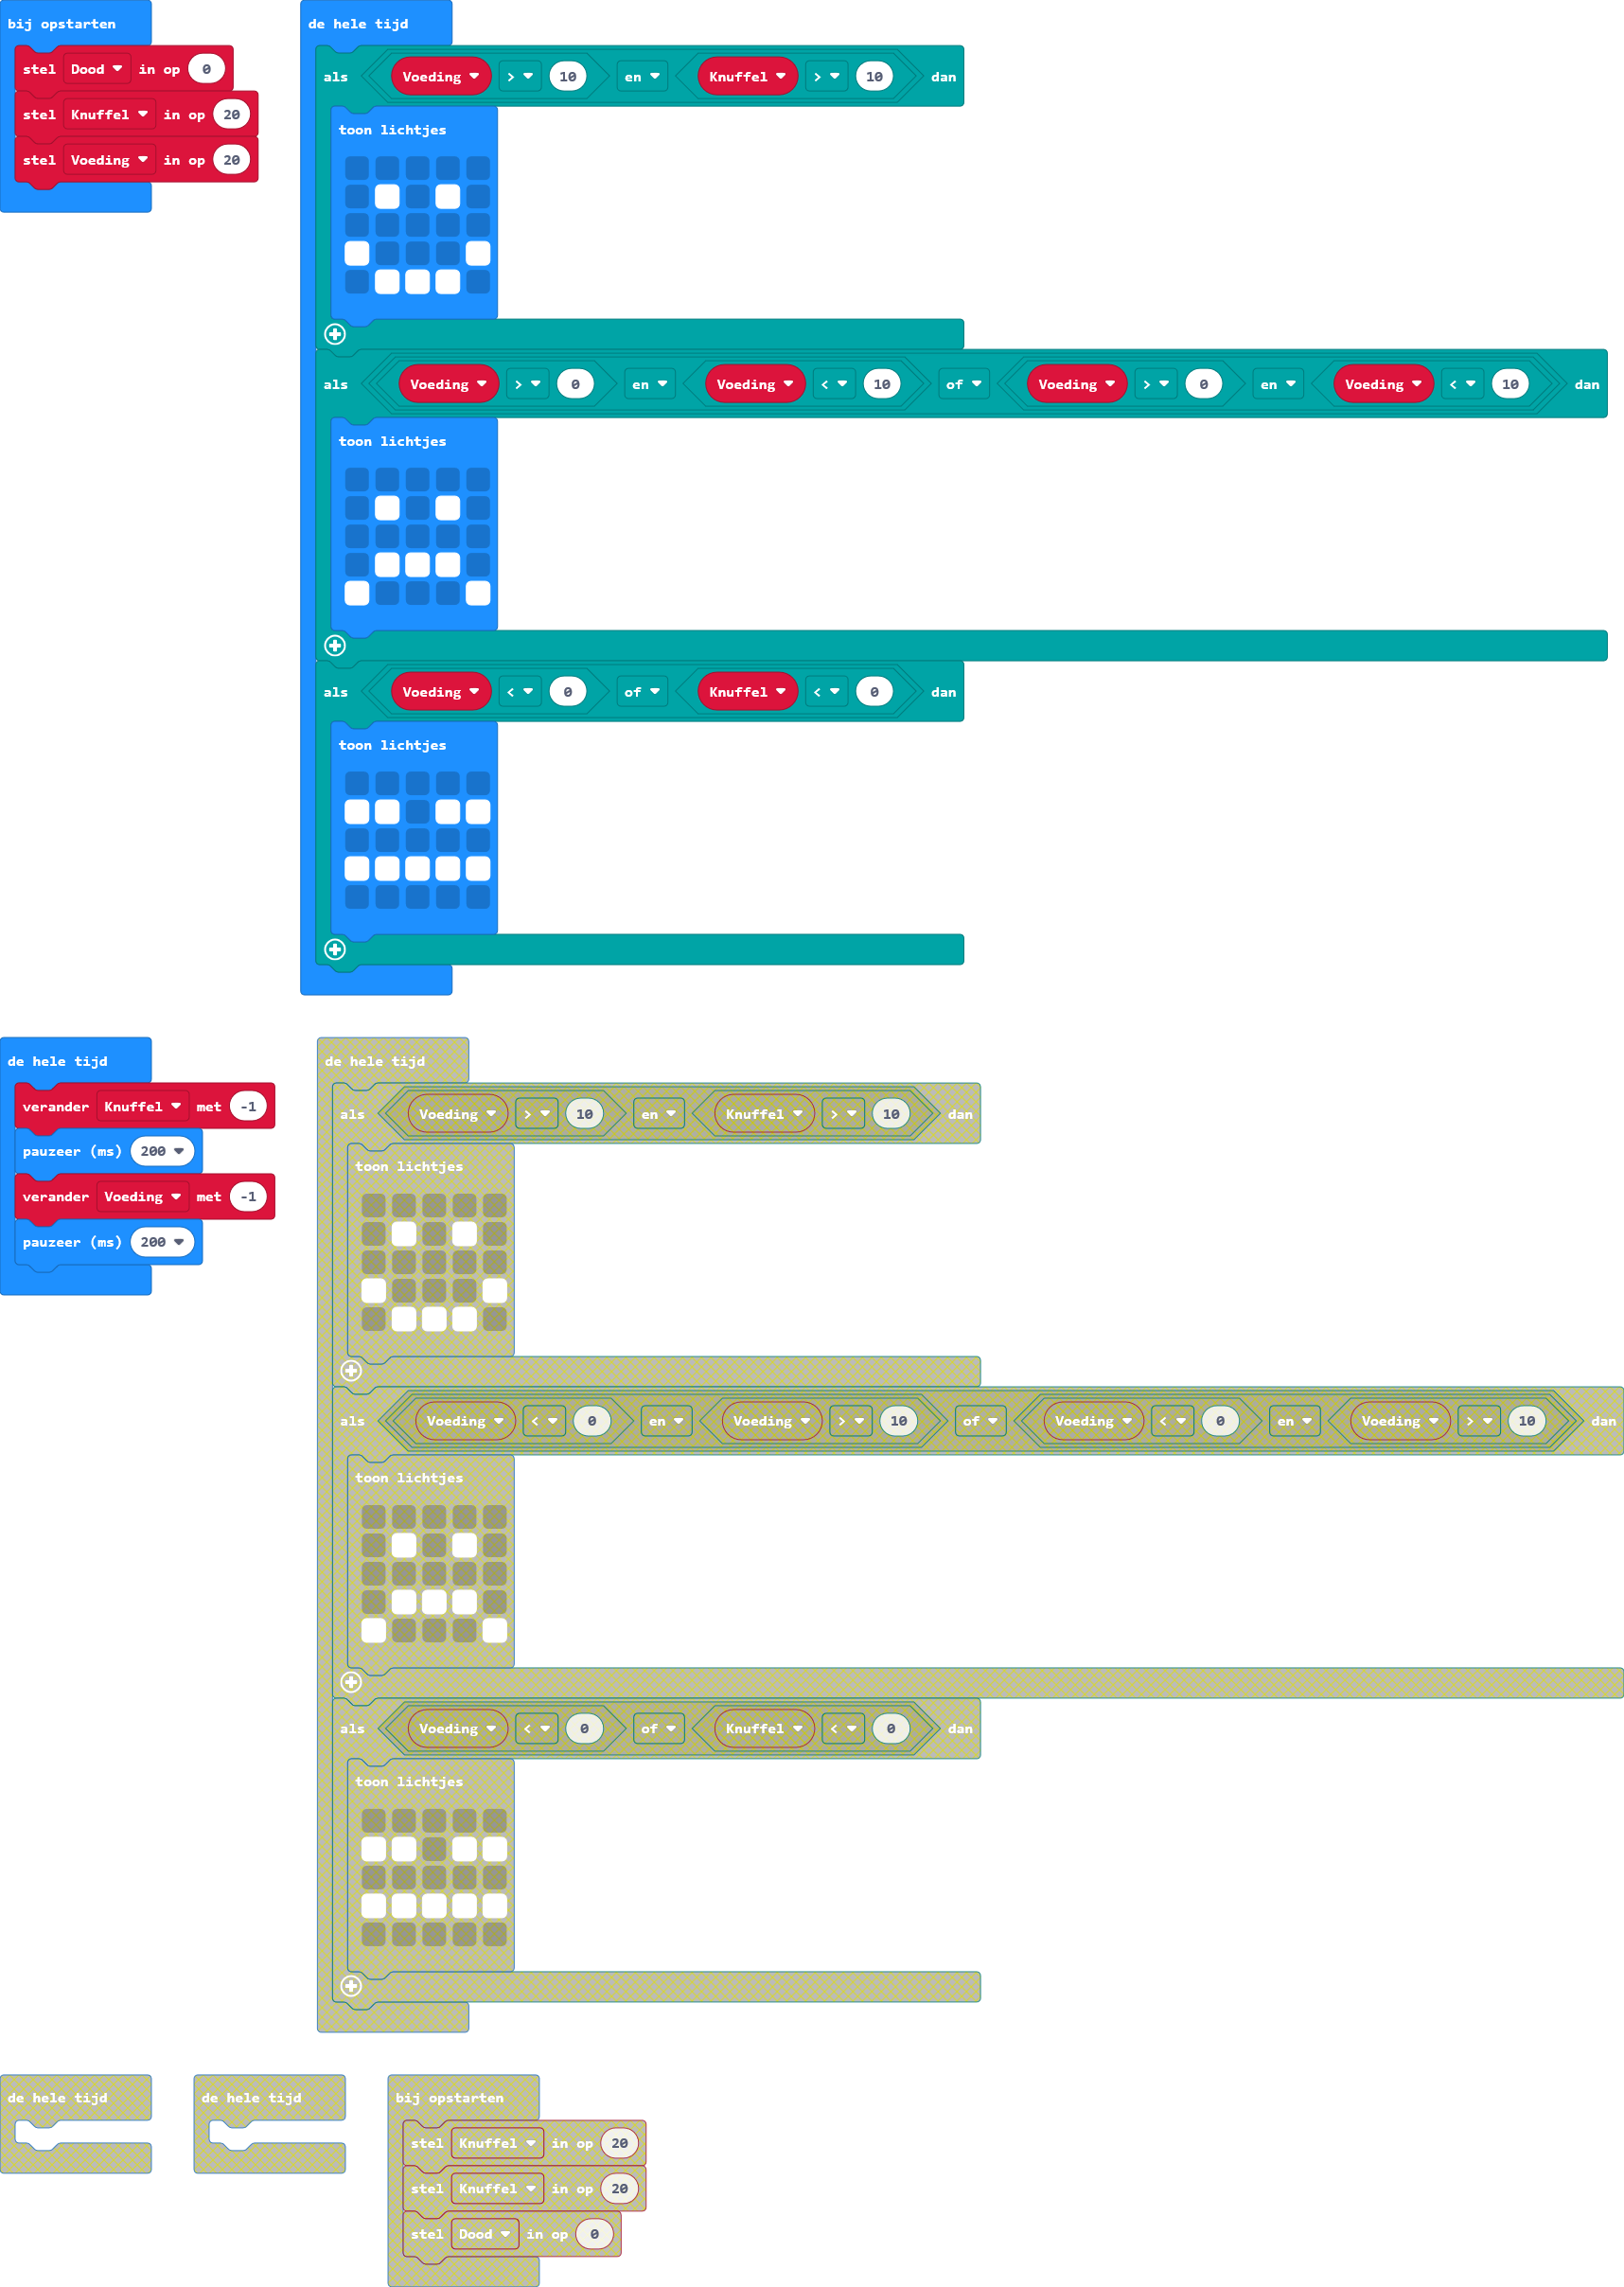 bij opstarten
stel Dood in op 0
stel Knuffel in op 20
stel Voeding in op 20
de hele tijd
als Voeding > 10 en Knuffel > 10 dan
toon lichtjes
als Voeding > 0 en Voeding < 10 of Voeding > 0 en Voeding < 10 dan
toon lichtjes
als Voeding < 0 of Knuffel < 0 dan
toon lichtjes
de hele tijd
verander Knuffel met -1
pauzeer (ms) 200
verander Voeding met -1
pauzeer (ms) 200
de hele tijd
als Voeding > 10 en Knuffel > 10 dan
toon lichtjes
als Voeding < 0 en Voeding > 10 of Voeding < 0 en Voeding > 10 dan
toon lichtjes
als Voeding < 0 of Knuffel < 0 dan
toon lichtjes
de hele tijd
de hele tijd
bij opstarten
stel Knuffel in op 20
stel Knuffel in op 20
stel Dood in op 0